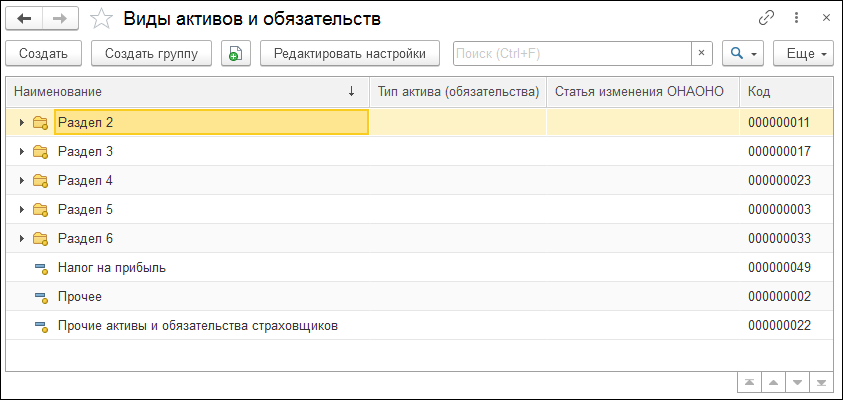 Виды активов и обязательств
Создать Создать группу Редактировать настройки Поиск (Ctrl+F) × Еще
Наименование ↓ Тип актива (обязательства) Статья изменения ОНАОНО Код
Раздел 2 000000011
Раздел 3 000000017
Раздел 4 000000023
Раздел 5 000000003
Раздел 6 000000033
Налог на прибыль 000000049
Прочее 000000002
Прочие активы и обязательства страховщиков 000000022